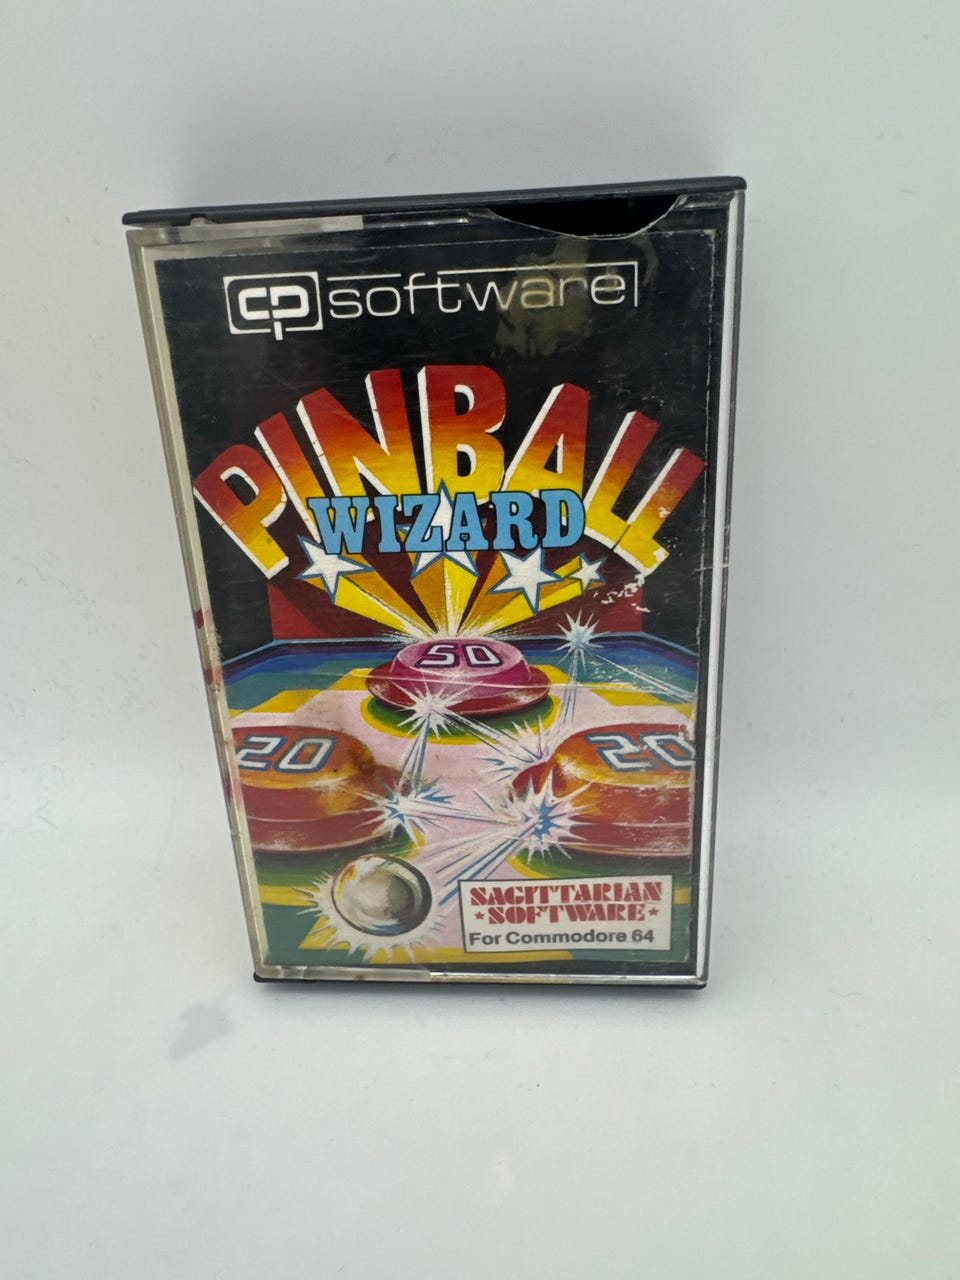 cp software
PINBALL
WIZARD
50
20 20
SAGITTARIAN
★SOFTWARE★
For Commodore 64